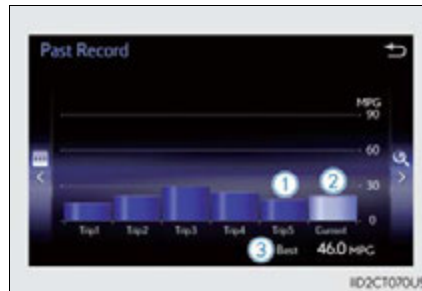 Past Record
MPG
90
60
30
0
1 2
Trip1 Trip2 Trip3 Trip4 Trip5 Current
3 Best 46.0 MPG
IID2CT070US